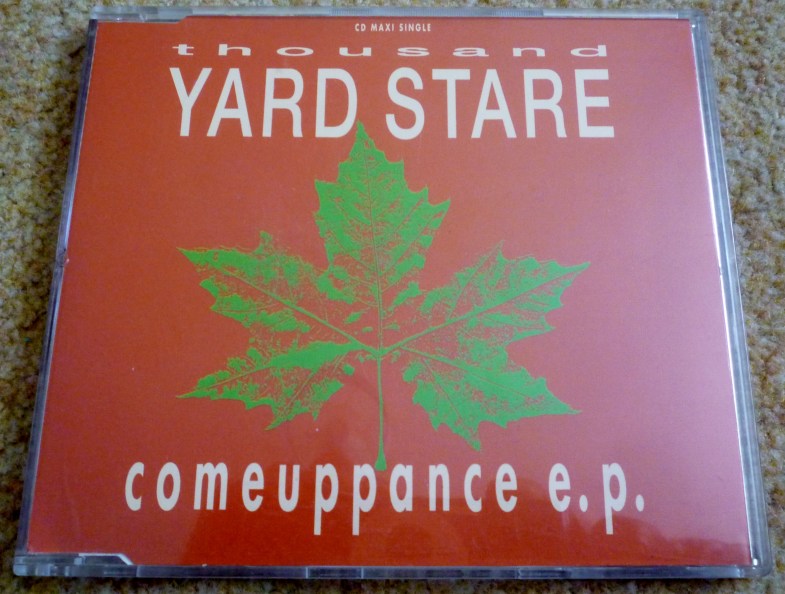 CD MAXI SINGLE
thousand
YARD STARE
comeuppance e.p.